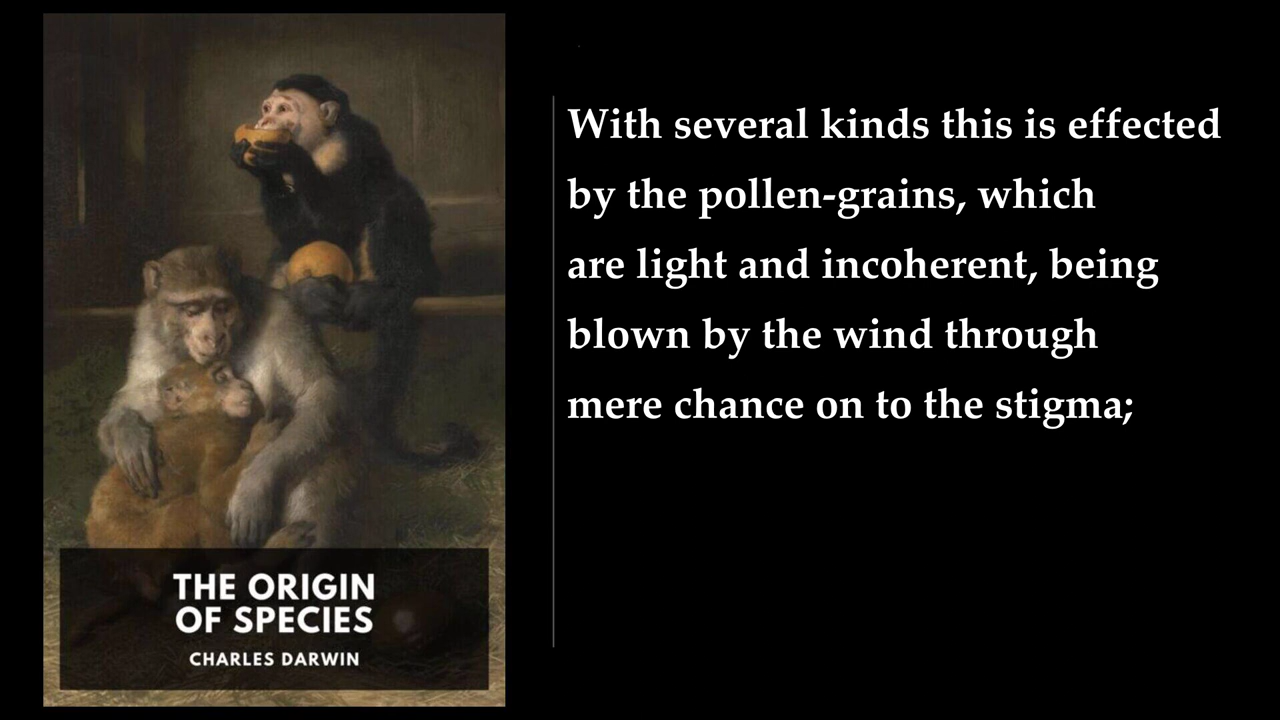 With several kinds this is effected
by the pollen-grains, which
are light and incoherent, being
blown by the wind through
mere chance on to the stigma;
THE ORIGIN
OF SPECIES
CHARLES DARWIN